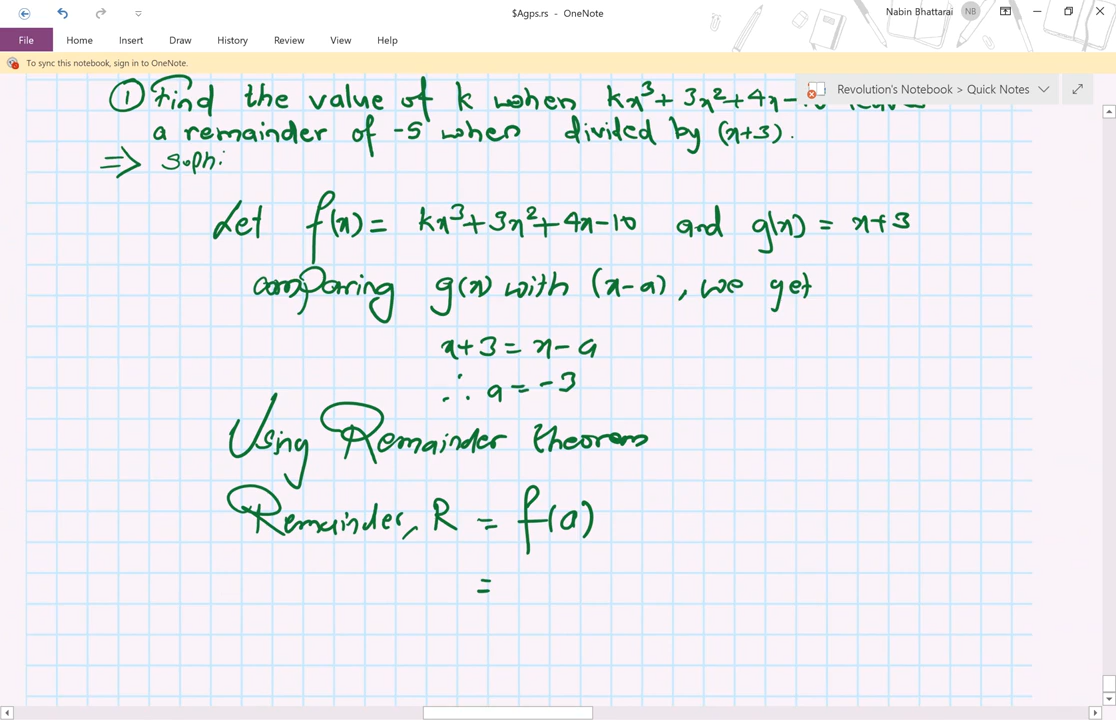 $Agps.rs - OneNote
Nabin Bhattarai NB
File Home Insert Draw History Review View Help
To sync this notebook, sign in to OneNote.
Revolution's Notebook > Quick Notes
① Find the value of k when kx³ + 3x² + 4x -
a remainder of -5 when divided by (x+3).
=>
Let f(x) = kx³+3x²+4x-10 and g(x) = x+3
comparing g(x) with (x-a), we get
x+3 = x-a
∴ a = -3
Using Remainder theorem
Remainder, R = f(a)
=